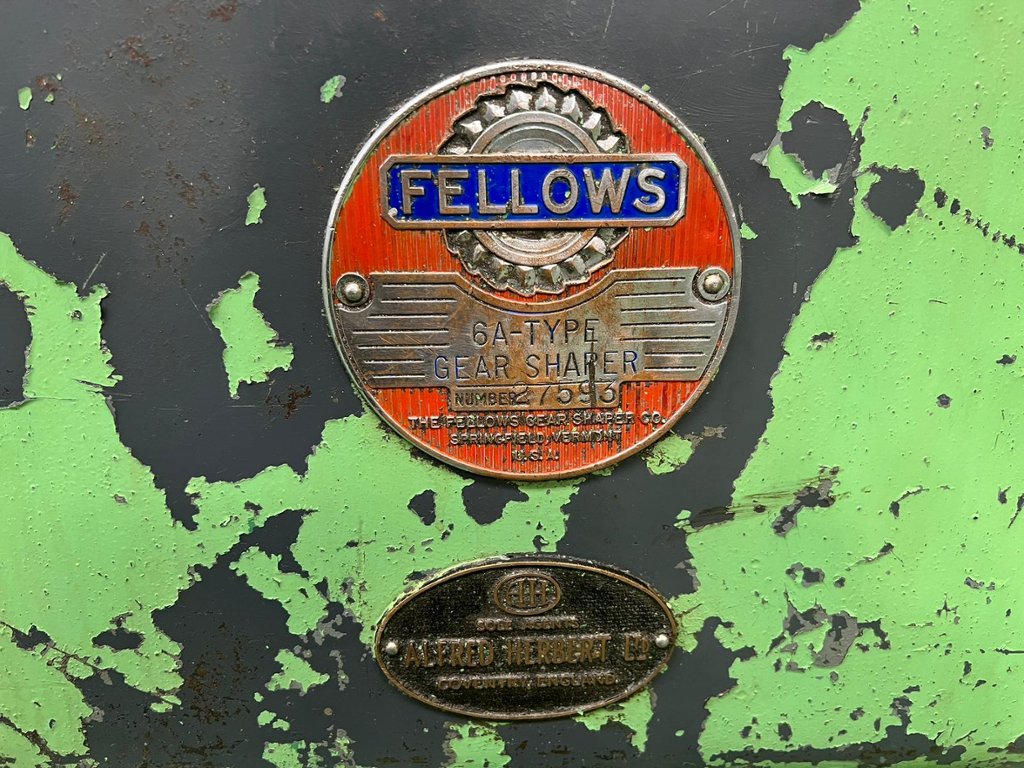 FELLOWS
6A-TYPE
GEAR SHAPER
NUMBER 27593
THE FELLOWS GEAR SHAPER CO.
SPRINGFIELD, VERMONT
U.S.A.
SOLE AGENTS
ALFRED HERBERT LTD
COVENTRY, ENGLAND.